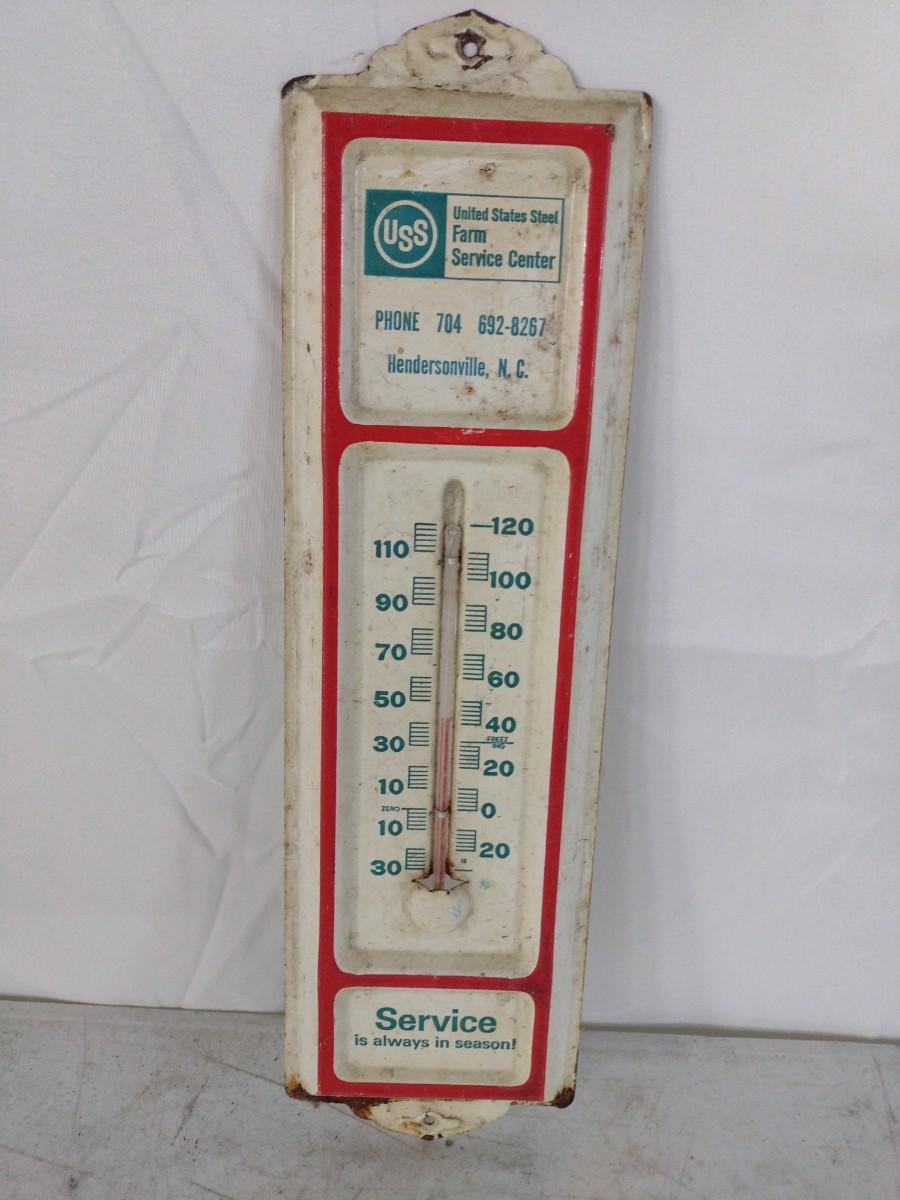 USS
United States Steel
Farm
Service Center
PHONE 704 692-8267
Hendersonville, N. C.
120
110
100
90
80
70
60
50
40
FREEZ
ING
30
20
10
ZERO
0
10
20
30
Service
is always in season!